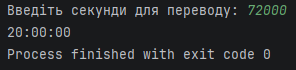 Введіть секунди для переводу: 72000
20:00:00
Process finished with exit code 0